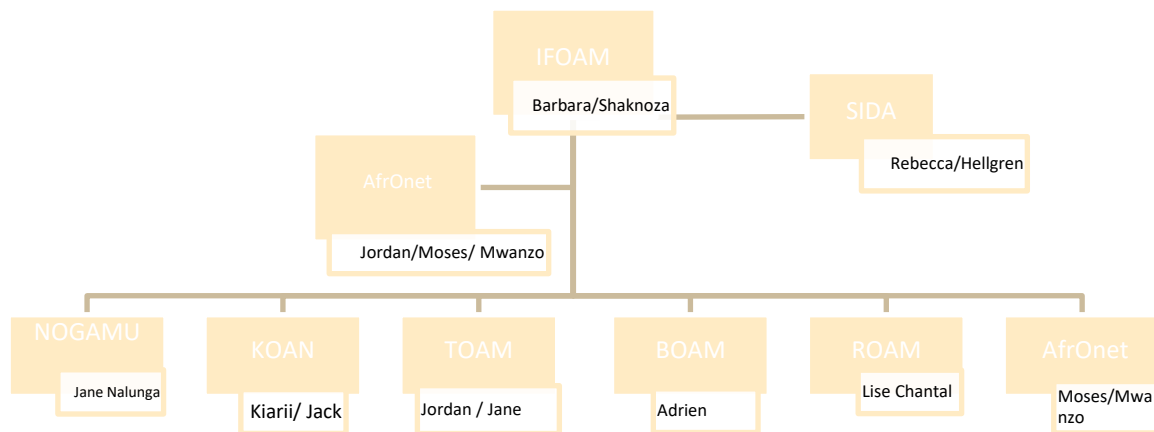 IFOAM
Barbara/Shaknoza
SIDA
Rebecca/Hellgren
AfrOnet
Jordan/Moses/ Mwanzo
NOGAMU
Jane Nalunga
KOAN
Kiarii/ Jack
TOAM
Jordan / Jane
BOAM
Adrien
ROAM
Lise Chantal
AfrOnet
Moses/Mwa
nzo